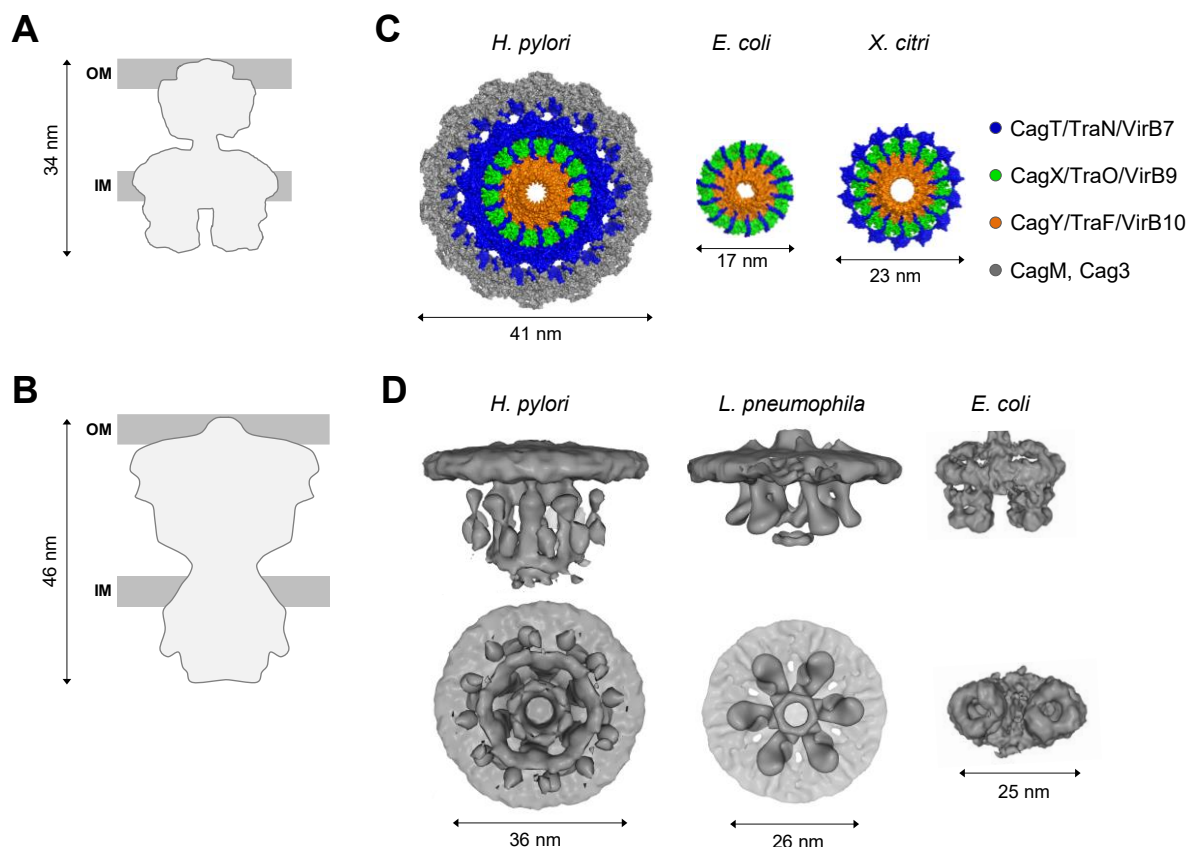 A
OM
34 nm
IM
B
OM
46 nm
IM
C
H. pylori
E. coli
X. citri
41 nm
17 nm
23 nm
CagT/TraN/VirB7
CagX/TraO/VirB9
CagY/TraF/VirB10
CagM, Cag3
D
H. pylori
L. pneumophila
E. coli
36 nm
26 nm
25 nm